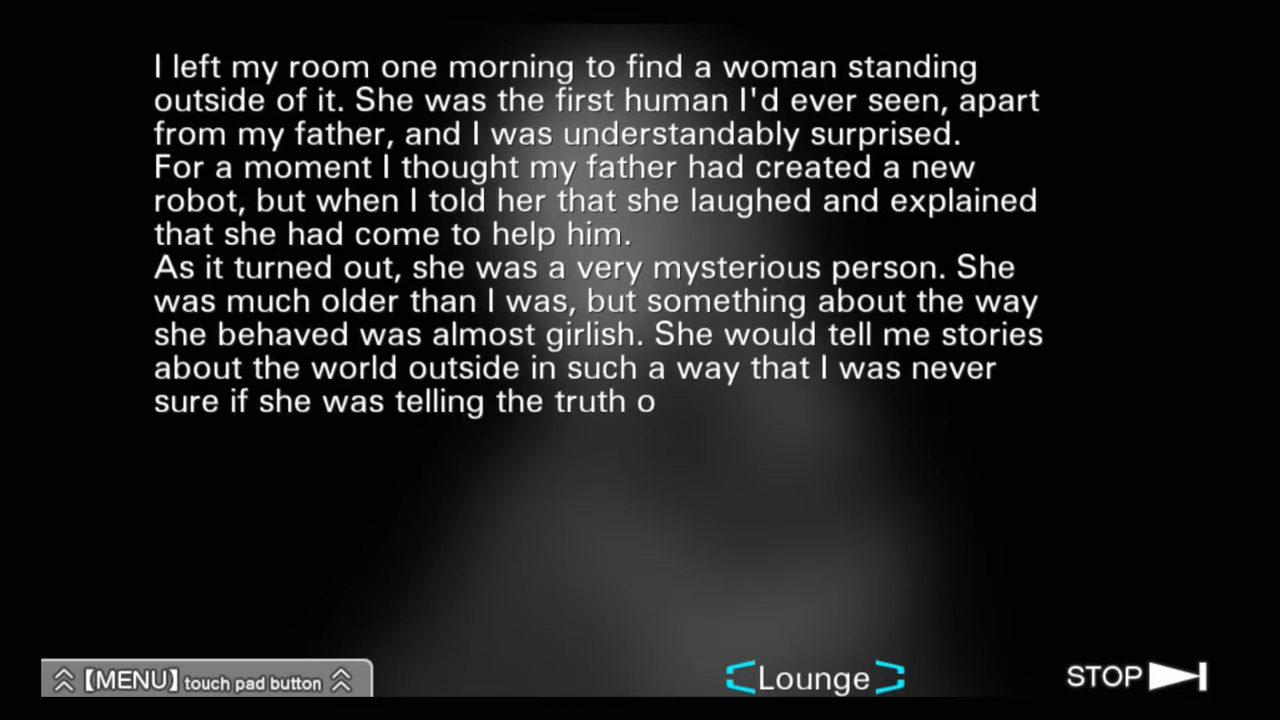 I left my room one morning to find a woman standing
outside of it. She was the first human I'd ever seen, apart
from my father, and I was understandably surprised.
For a moment I thought my father had created a new
robot, but when I told her that she laughed and explained
that she had come to help him.
As it turned out, she was a very mysterious person. She
was much older than I was, but something about the way
she behaved was almost girlish. She would tell me stories
about the world outside in such a way that I was never
sure if she was telling the truth o
【MENU】touch pad button
Lounge
STOP